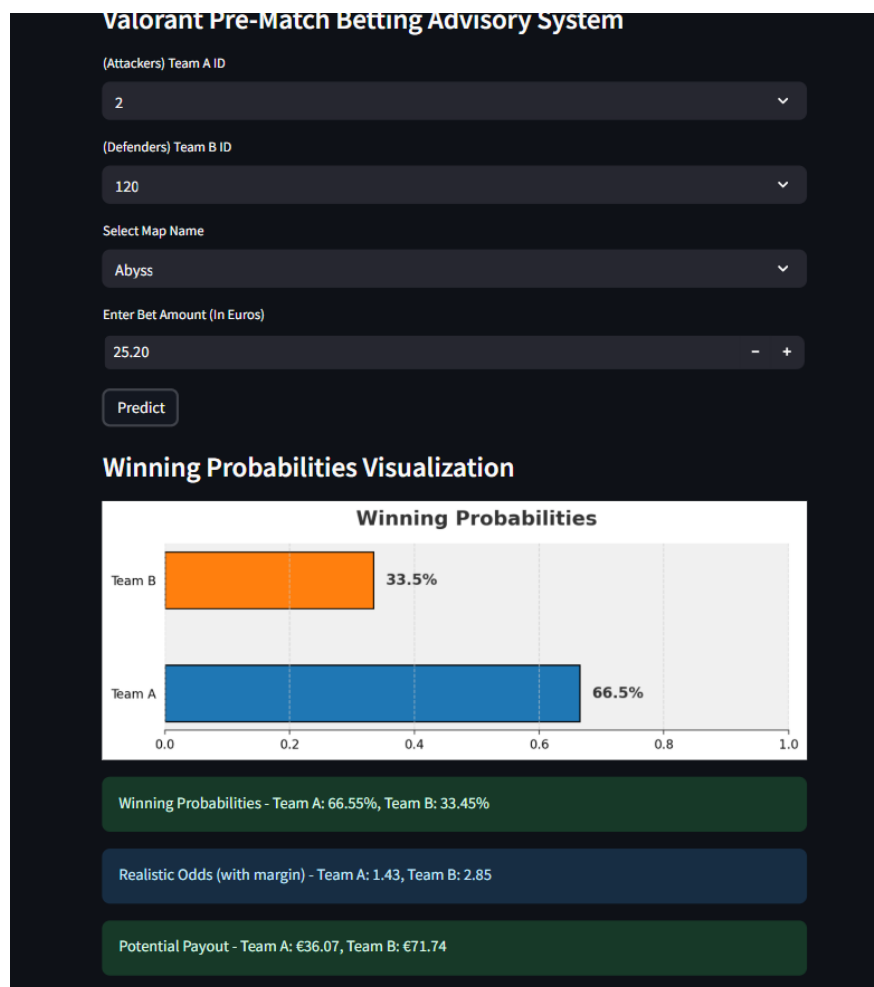 Valorant Pre-Match Betting Advisory System
(Attackers) Team A ID
2
(Defenders) Team B ID
120
Select Map Name
Abyss
Enter Bet Amount (In Euros)
25.20
− +
Predict
Winning Probabilities Visualization
Winning Probabilities
Team B
33.5%
Team A
66.5%
0.0 0.2 0.4 0.6 0.8 1.0
Winning Probabilities - Team A: 66.55%, Team B: 33.45%
Realistic Odds (with margin) - Team A: 1.43, Team B: 2.85
Potential Payout - Team A: €36.07, Team B: €71.74